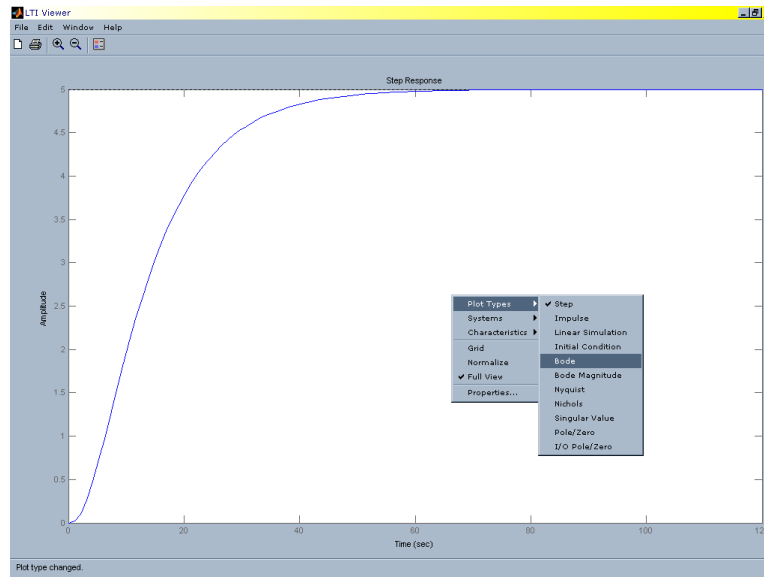 LTI Viewer
File Edit Window Help
Step Response
5
4.5
4
3.5
3
2.5
2
1.5
1
0.5
0
Amplitude
0 20 40 60 80 100 12
Time (sec)
Plot Types
Systems
Characteristics
Grid
Normalize
Full View
Properties...
Step
Impulse
Linear Simulation
Initial Condition
Bode
Bode Magnitude
Nyquist
Nichols
Singular Value
Pole/Zero
I/O Pole/Zero
Plot type changed.